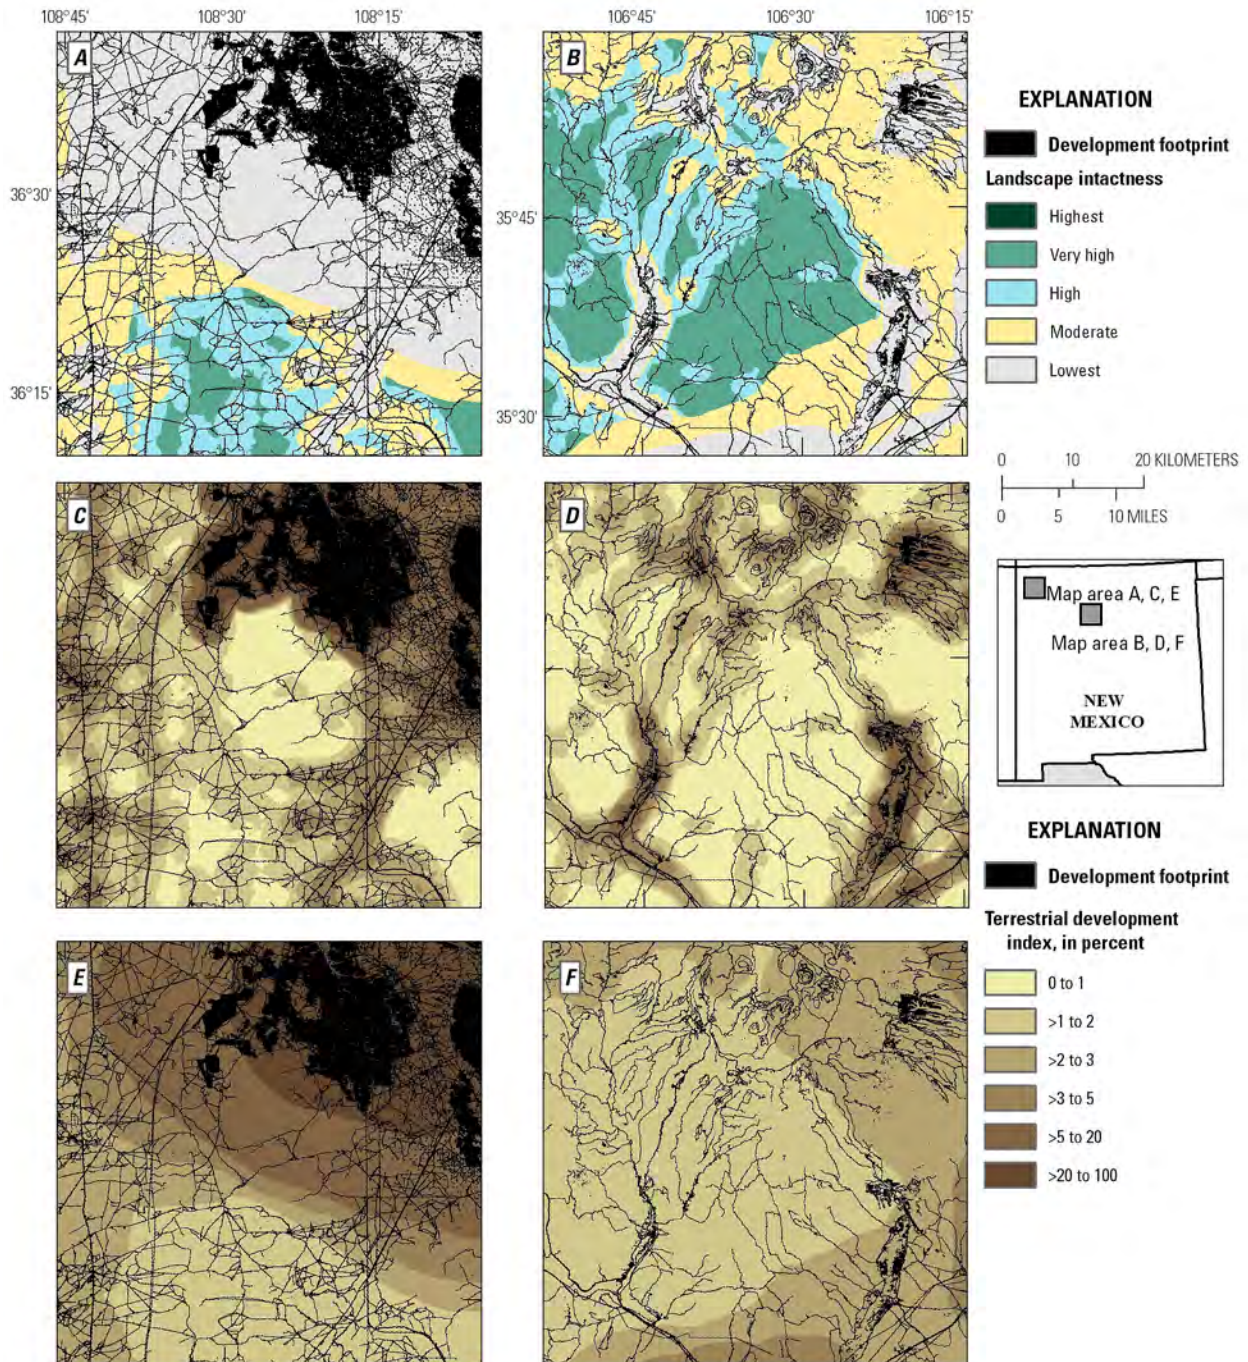 108°45' 108°30' 108°15'
106°45' 106°30' 106°15'
A
B
36°30'
36°15'
35°45'
35°30'
EXPLANATION
Development footprint
Landscape intactness
Highest
Very high
High
Moderate
Lowest
0 10 20 KILOMETERS
0 5 10 MILES
C
D
Map area A, C, E
Map area B, D, F
NEW
MEXICO
EXPLANATION
Development footprint
Terrestrial development
index, in percent
0 to 1
>1 to 2
>2 to 3
>3 to 5
>5 to 20
>20 to 100
E
F